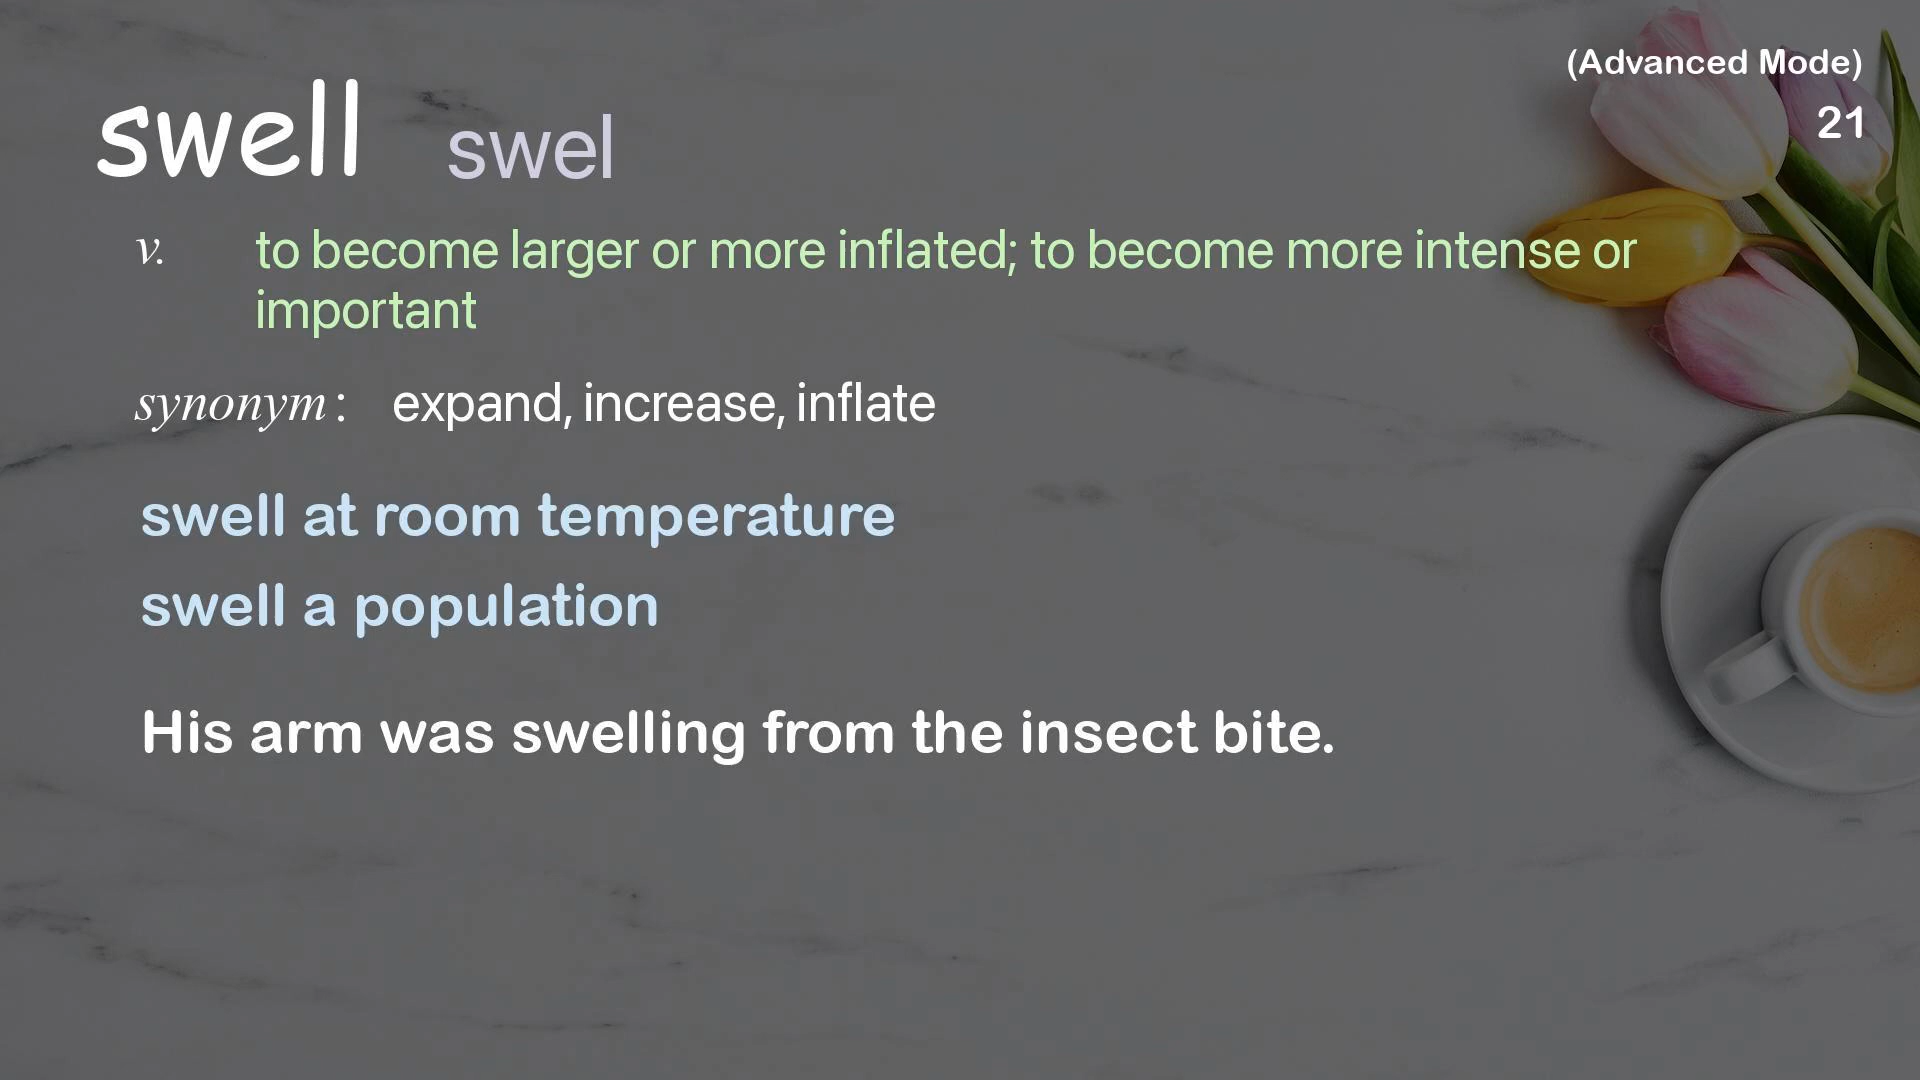 (Advanced Mode)
21
swell swel
v. to become larger or more inflated; to become more intense or
important
synonym: expand, increase, inflate
swell at room temperature
swell a population
His arm was swelling from the insect bite.